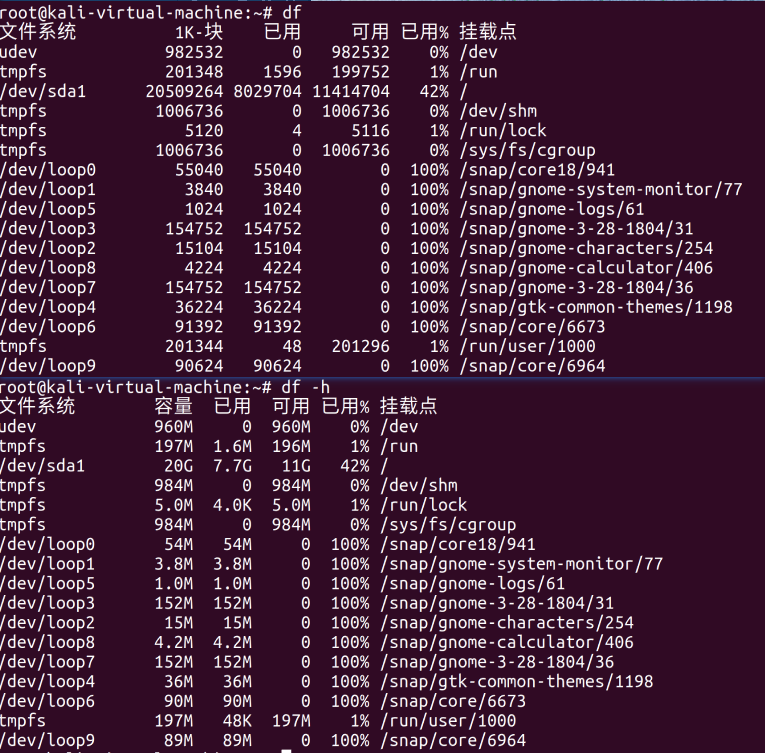 root@kali-virtual-machine:~# df
文件系统 1K-块 已用 可用 已用% 挂载点
udev 982532 0 982532 0% /dev
tmpfs 201348 1596 199752 1% /run
/dev/sda1 20509264 8029704 11414704 42% /
tmpfs 1006736 0 1006736 0% /dev/shm
tmpfs 5120 4 5116 1% /run/lock
tmpfs 1006736 0 1006736 0% /sys/fs/cgroup
/dev/loop0 55040 55040 0 100% /snap/core18/941
/dev/loop1 3840 3840 0 100% /snap/gnome-system-monitor/77
/dev/loop5 1024 1024 0 100% /snap/gnome-logs/61
/dev/loop3 154752 154752 0 100% /snap/gnome-3-28-1804/31
/dev/loop2 15104 15104 0 100% /snap/gnome-characters/254
/dev/loop8 4224 4224 0 100% /snap/gnome-calculator/406
/dev/loop7 154752 154752 0 100% /snap/gnome-3-28-1804/36
/dev/loop4 36224 36224 0 100% /snap/gtk-common-themes/1198
/dev/loop6 91392 91392 0 100% /snap/core/6673
tmpfs 201344 48 201296 1% /run/user/1000
/dev/loop9 90624 90624 0 100% /snap/core/6964
root@kali-virtual-machine:~# df -h
文件系统 容量 已用 可用 已用% 挂载点
udev 960M 0 960M 0% /dev
tmpfs 197M 1.6M 196M 1% /run
/dev/sda1 20G 7.7G 11G 42% /
tmpfs 984M 0 984M 0% /dev/shm
tmpfs 5.0M 4.0K 5.0M 1% /run/lock
tmpfs 984M 0 984M 0% /sys/fs/cgroup
/dev/loop0 54M 54M 0 100% /snap/core18/941
/dev/loop1 3.8M 3.8M 0 100% /snap/gnome-system-monitor/77
/dev/loop5 1.0M 1.0M 0 100% /snap/gnome-logs/61
/dev/loop3 152M 152M 0 100% /snap/gnome-3-28-1804/31
/dev/loop2 15M 15M 0 100% /snap/gnome-characters/254
/dev/loop8 4.2M 4.2M 0 100% /snap/gnome-calculator/406
/dev/loop7 152M 152M 0 100% /snap/gnome-3-28-1804/36
/dev/loop4 36M 36M 0 100% /snap/gtk-common-themes/1198
/dev/loop6 90M 90M 0 100% /snap/core/6673
tmpfs 197M 48K 197M 1% /run/user/1000
/dev/loop9 89M 89M 0 100% /snap/core/6964